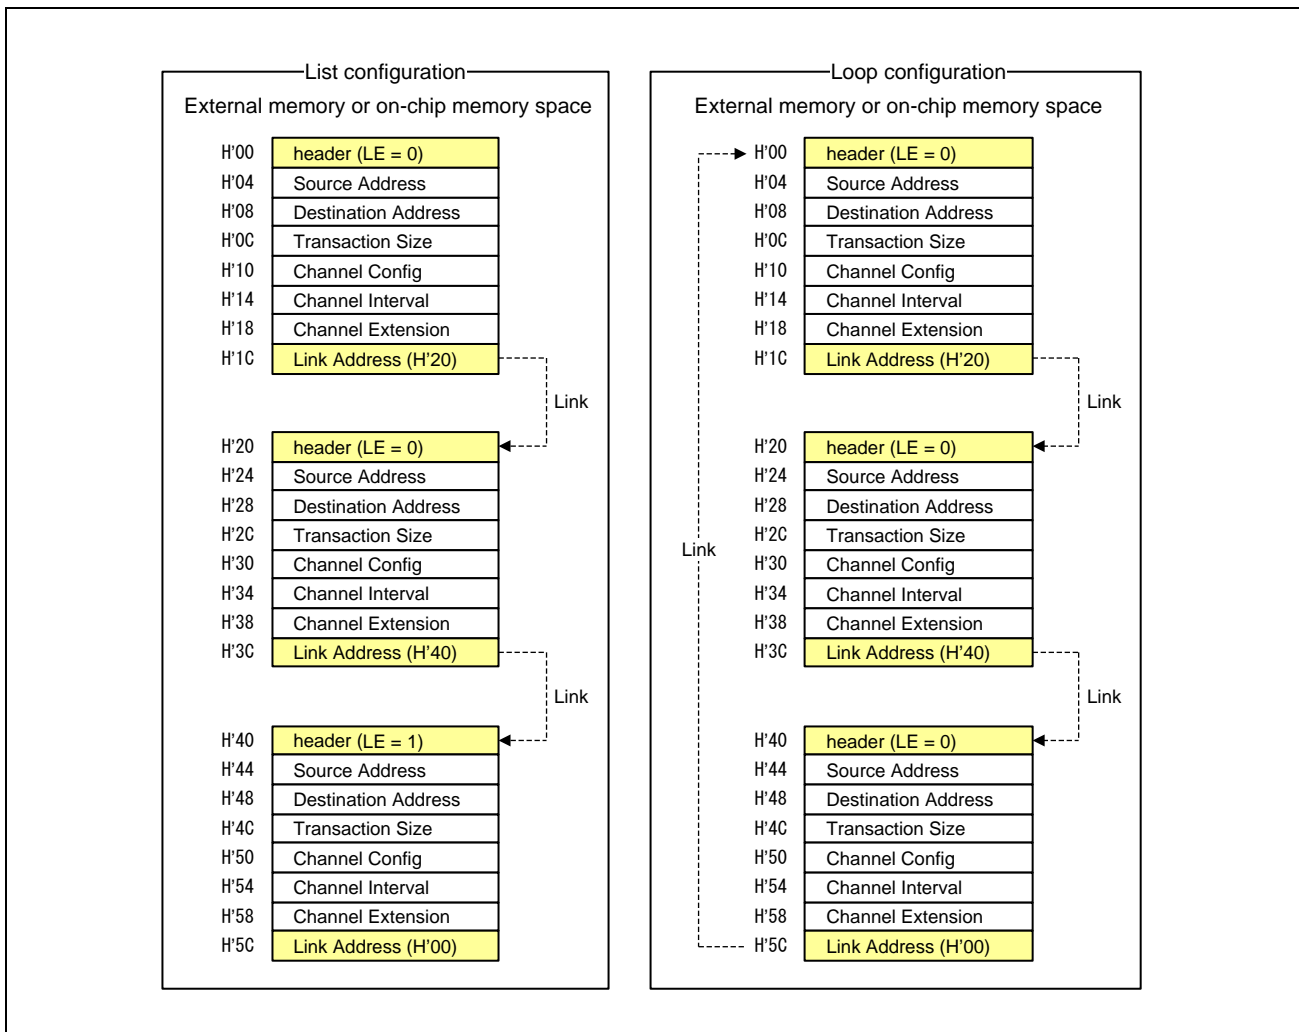 List configuration
External memory or on-chip memory space
H'00 header (LE = 0)
H'04 Source Address
H'08 Destination Address
H'0C Transaction Size
H'10 Channel Config
H'14 Channel Interval
H'18 Channel Extension
H'1C Link Address (H'20)
Link
H'20 header (LE = 0)
H'24 Source Address
H'28 Destination Address
H'2C Transaction Size
H'30 Channel Config
H'34 Channel Interval
H'38 Channel Extension
H'3C Link Address (H'40)
Link
H'40 header (LE = 1)
H'44 Source Address
H'48 Destination Address
H'4C Transaction Size
H'50 Channel Config
H'54 Channel Interval
H'58 Channel Extension
H'5C Link Address (H'00)
Loop configuration
External memory or on-chip memory space
H'00 header (LE = 0)
H'04 Source Address
H'08 Destination Address
H'0C Transaction Size
H'10 Channel Config
H'14 Channel Interval
H'18 Channel Extension
H'1C Link Address (H'20)
Link
H'20 header (LE = 0)
H'24 Source Address
H'28 Destination Address
H'2C Transaction Size
Link
H'30 Channel Config
H'34 Channel Interval
H'38 Channel Extension
H'3C Link Address (H'40)
Link
H'40 header (LE = 0)
H'44 Source Address
H'48 Destination Address
H'4C Transaction Size
H'50 Channel Config
H'54 Channel Interval
H'58 Channel Extension
H'5C Link Address (H'00)